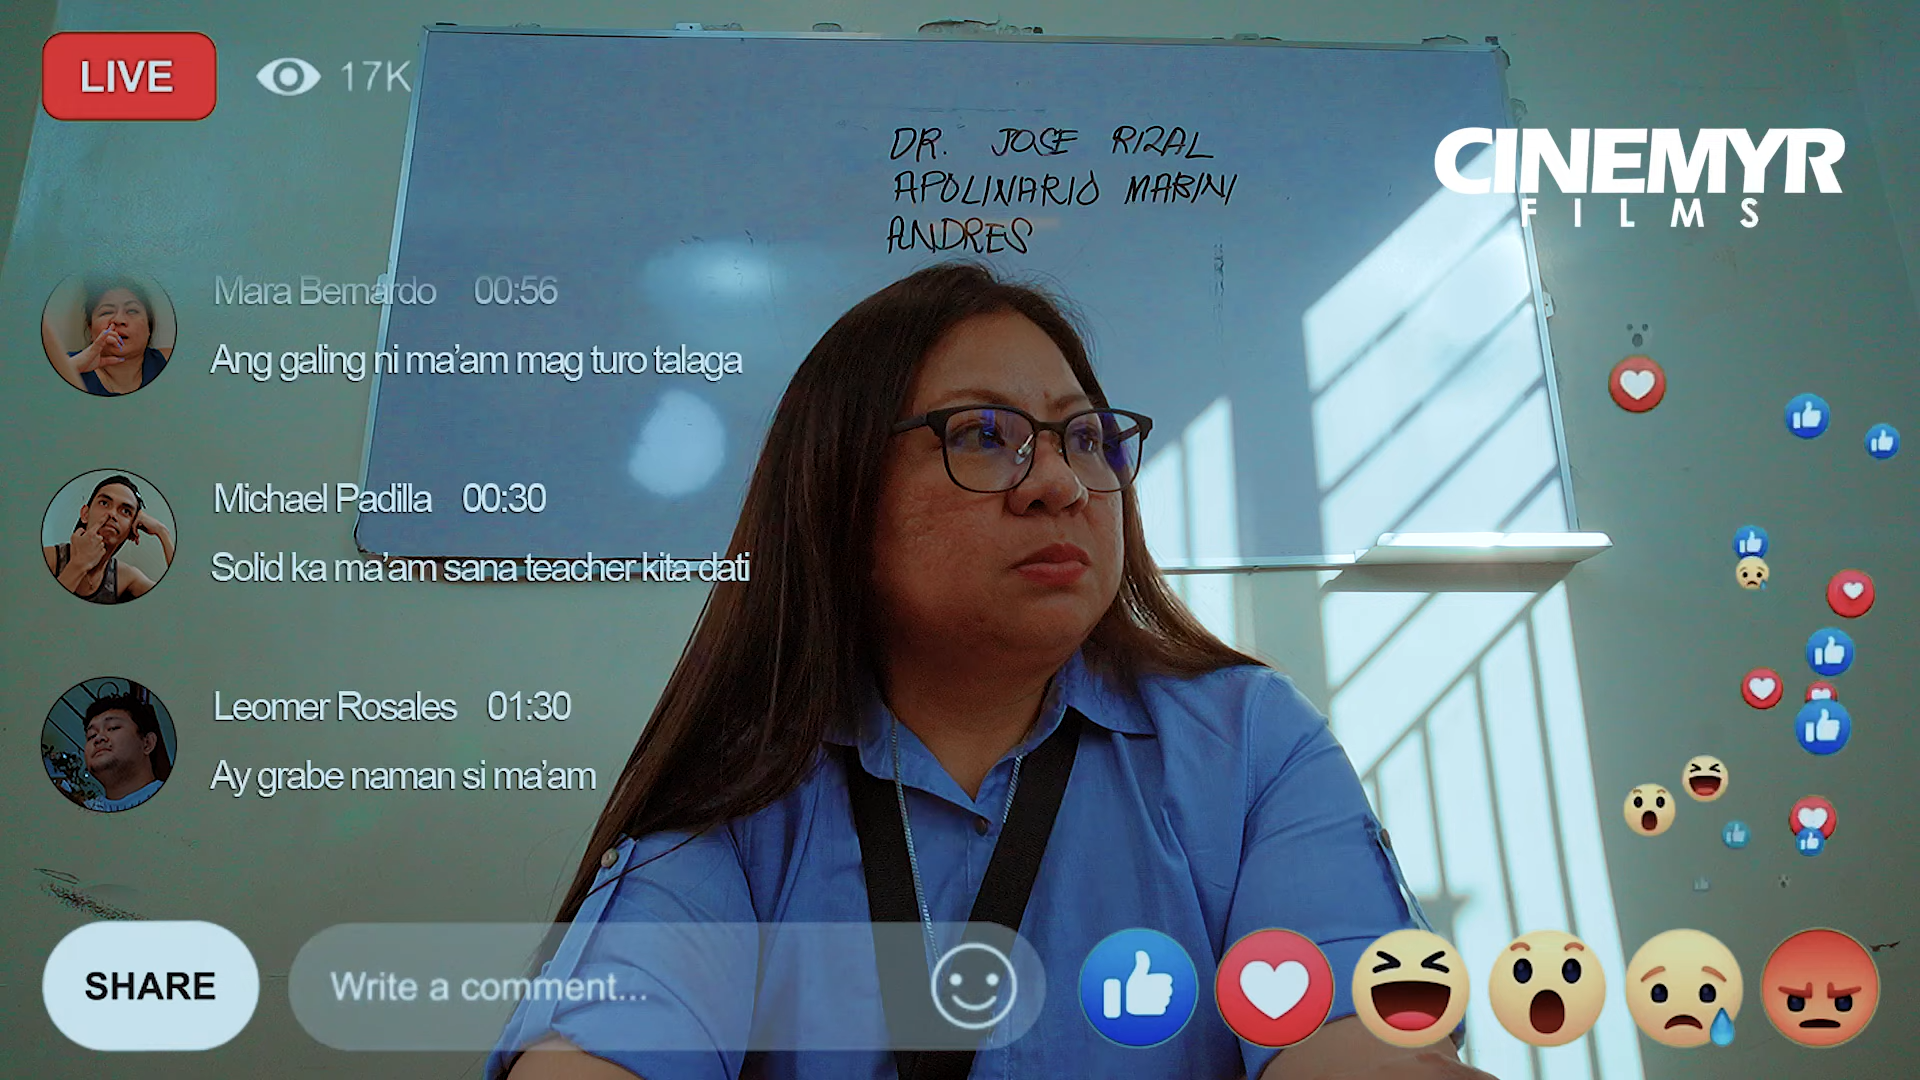 LIVE 17K
DR. JOSE RIZAL
APOLINARIO MABINI
ANDRES
CINEMYR
FILMS
Mara Bernardo 00:56
Ang galing ni ma'am mag turo talaga
Michael Padilla 00:30
Solid ka ma'am sana teacher kita dati
Leomer Rosales 01:30
Ay grabe naman si ma'am
SHARE
Write a comment...